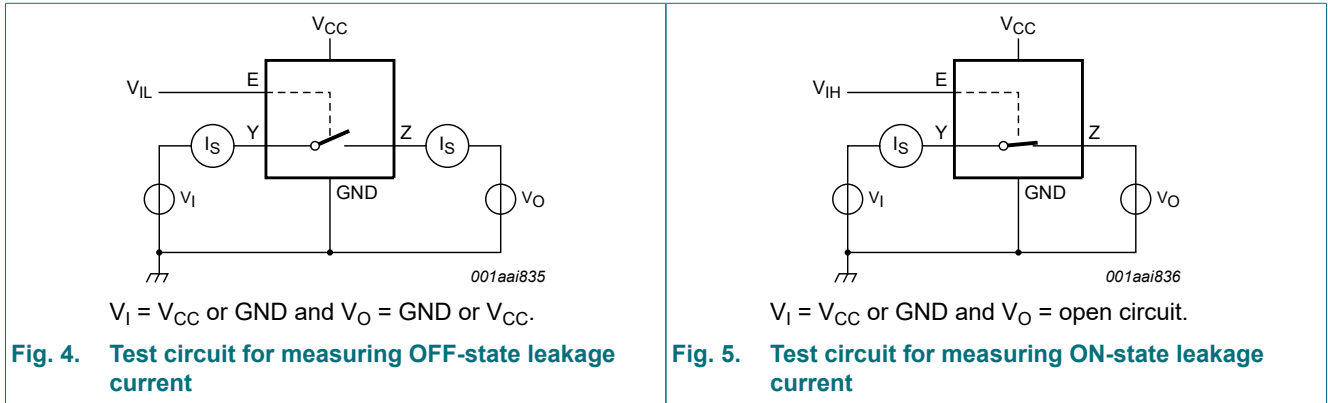 VCC
VIL
E
IS
Y
Z
IS
VI
GND
VO
001aai835
VI = VCC or GND and VO = GND or VCC.
Fig. 4. Test circuit for measuring OFF-state leakage
current
VCC
VIH
E
IS
Y
Z
VI
GND
VO
001aai836
VI = VCC or GND and VO = open circuit.
Fig. 5. Test circuit for measuring ON-state leakage
current